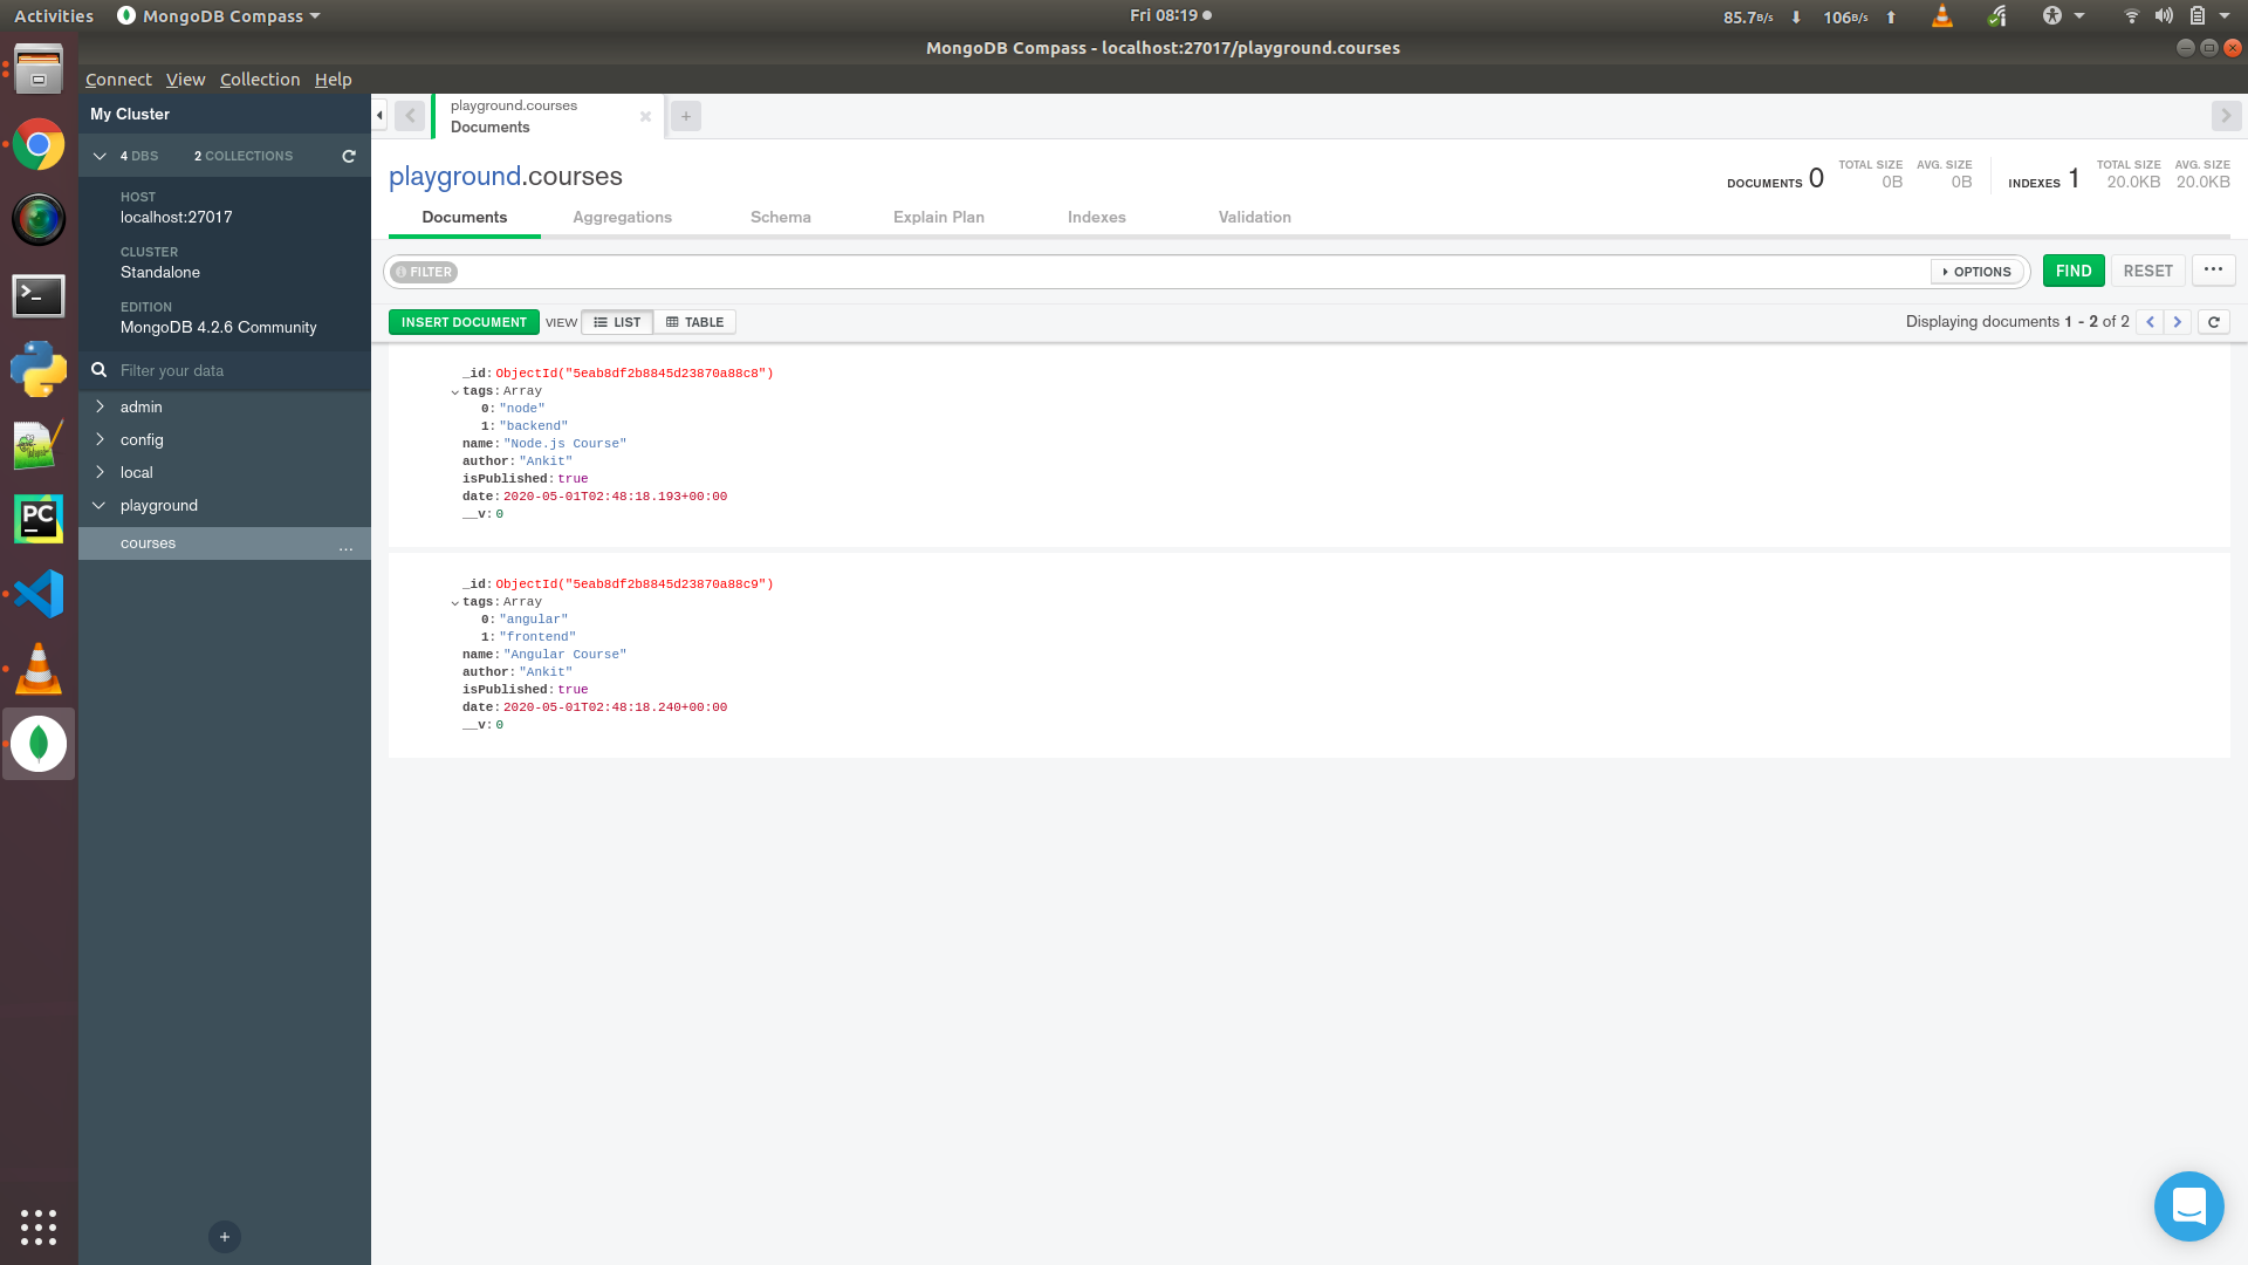 Activities MongoDB Compass Fri 08:19 85.7B/s 106B/s
MongoDB Compass - localhost:27017/playground.courses
Connect View Collection Help
My Cluster
4 DBS 2 COLLECTIONS
HOST
localhost:27017
CLUSTER
Standalone
EDITION
MongoDB 4.2.6 Community
Filter your data
admin
config
local
playground
courses ...
+
playground.courses
Documents
+
playground.courses
DOCUMENTS 0 TOTAL SIZE 0B AVG. SIZE 0B INDEXES 1 TOTAL SIZE 20.0KB AVG. SIZE 20.0KB
Documents Aggregations Schema Explain Plan Indexes Validation
FILTER OPTIONS FIND RESET ...
INSERT DOCUMENT VIEW LIST TABLE Displaying documents 1 - 2 of 2
_id: ObjectId("5eab8df2b8845d23870a88c8")
tags: Array
0: "node"
1: "backend"
name: "Node.js Course"
author: "Ankit"
isPublished: true
date: 2020-05-01T02:48:18.193+00:00
__v: 0
_id: ObjectId("5eab8df2b8845d23870a88c9")
tags: Array
0: "angular"
1: "frontend"
name: "Angular Course"
author: "Ankit"
isPublished: true
date: 2020-05-01T02:48:18.240+00:00
__v: 0
PC